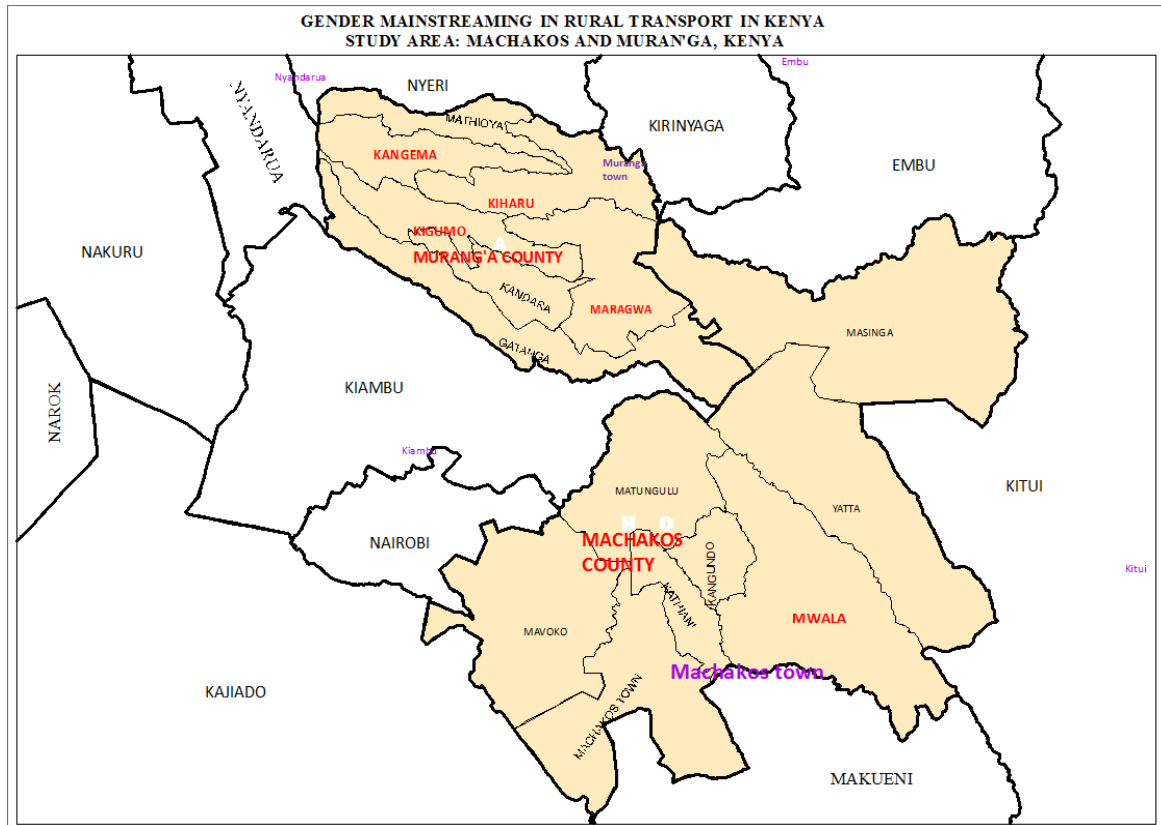 GENDER MAINSTREAMING IN RURAL TRANSPORT IN KENYA
STUDY AREA: MACHAKOS AND MURAN'GA, KENYA
Nyandarua
NYERI
Embu
NYANDARUA
MATHIOYA
KIRINYAGA
KANGEMA
Muranga
town
EMBU
KIHARU
KIGUMO
A
NAKURU
MURANG'A COUNTY
KANDARA
MARAGWA
MASINGA
GATANGA
KIAMBU
NAROK
Kiambu
MATUNGULU
KITUI
YATTA
H O
NAIROBI
MACHAKOS
COUNTY
KANGUNDO
Kitui
KATHIANI
MAVOKO
MWALA
Machakos town
KAJIADO
MACHAKOS TOWN
MAKUENI